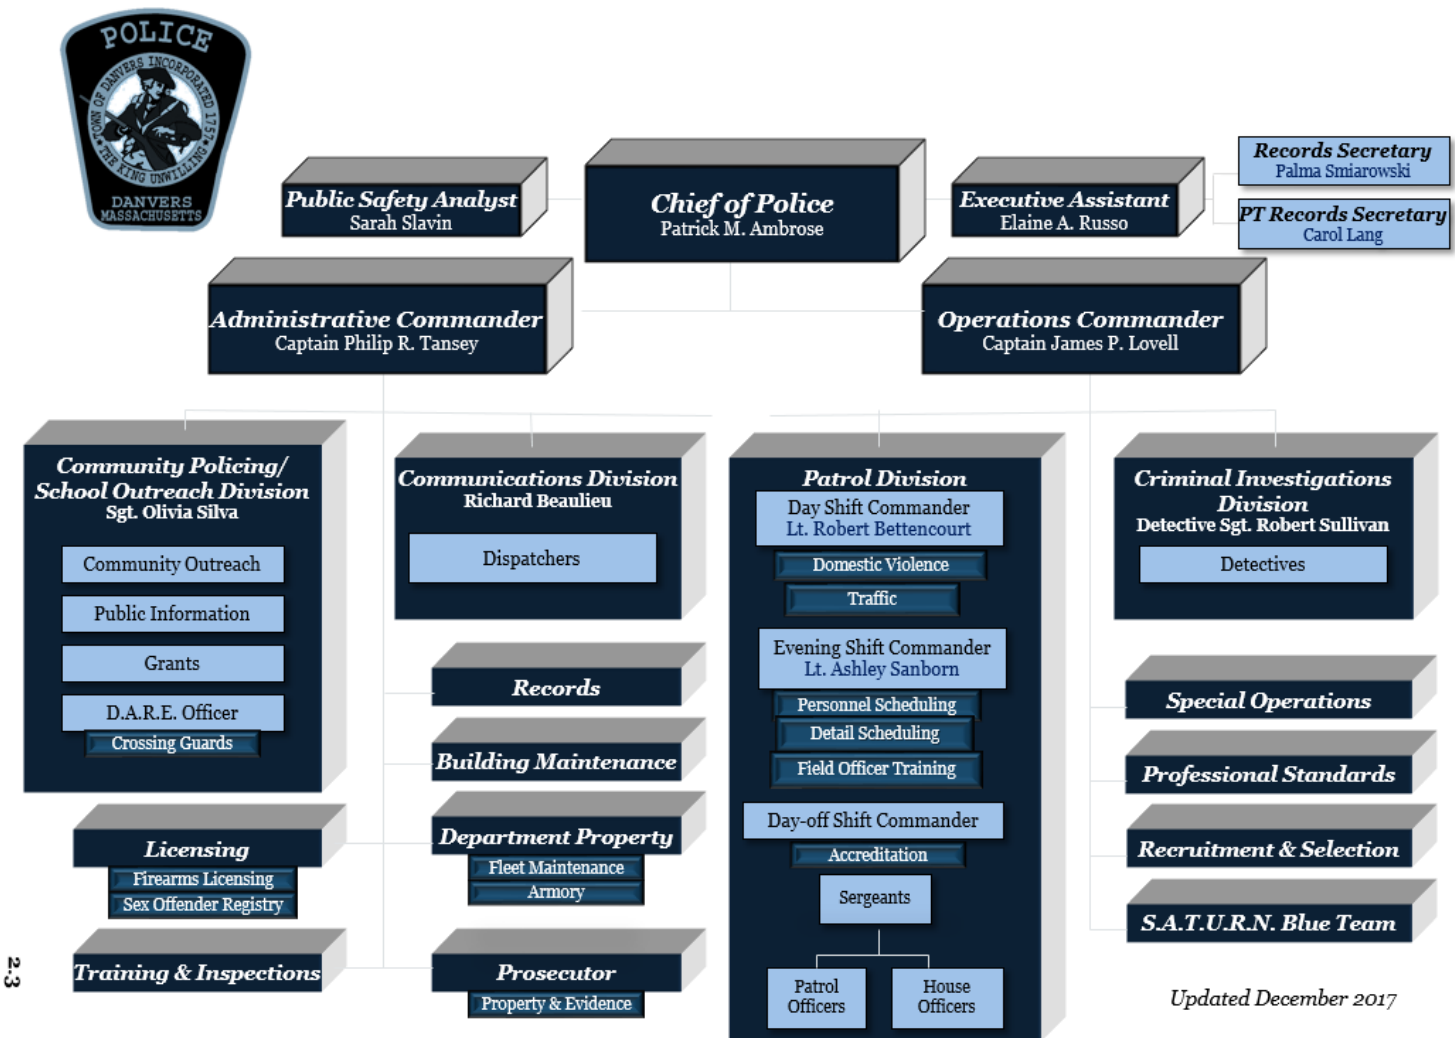 POLICE
TOWN OF DANVERS INCORPORATED 1757
THE KING UNWILLING
DANVERS
MASSACHUSETTS
Public Safety Analyst
Sarah Slavin
Chief of Police
Patrick M. Ambrose
Executive Assistant
Elaine A. Russo
Records Secretary
Palma Smiarowski
PT Records Secretary
Carol Lang
Administrative Commander
Captain Philip R. Tansey
Operations Commander
Captain James P. Lovell
Community Policing/
School Outreach Division
Sgt. Olivia Silva
Community Outreach
Public Information
Grants
D.A.R.E. Officer
Crossing Guards
Licensing
Firearms Licensing
Sex Offender Registry
Training & Inspections
Communications Division
Richard Beaulieu
Dispatchers
Records
Building Maintenance
Department Property
Fleet Maintenance
Armory
Prosecutor
Property & Evidence
Patrol Division
Day Shift Commander
Lt. Robert Bettencourt
Domestic Violence
Traffic
Evening Shift Commander
Lt. Ashley Sanborn
Personnel Scheduling
Detail Scheduling
Field Officer Training
Day-off Shift Commander
Accreditation
Sergeants
Patrol
Officers
House
Officers
Criminal Investigations
Division
Detective Sgt. Robert Sullivan
Detectives
Special Operations
Professional Standards
Recruitment & Selection
S.A.T.U.R.N. Blue Team
2.3
Updated December 2017